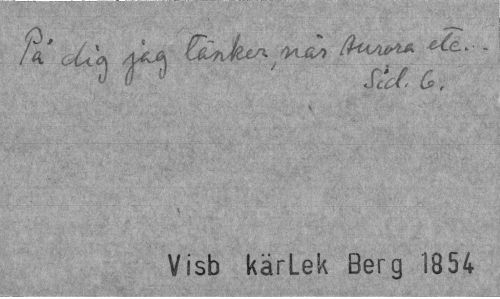 På dig jag tänker, när Aurora etc...
Sid. 6.
Visb kärLek Berg 1854